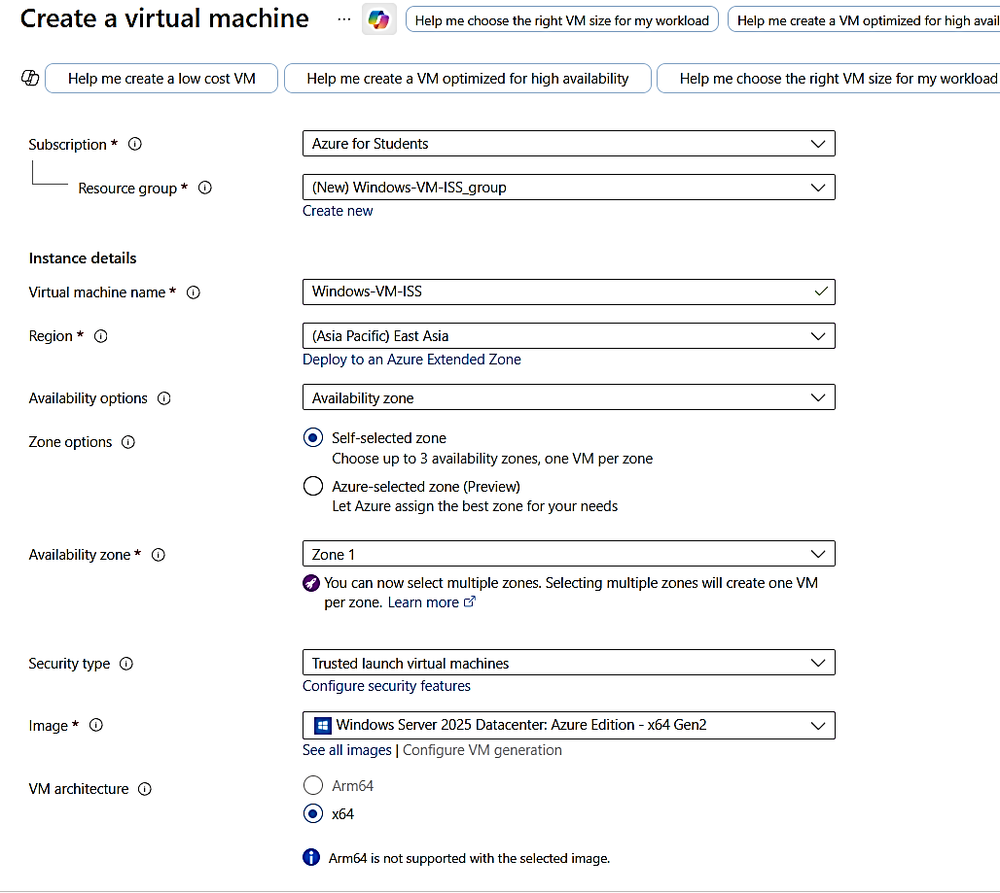 Create a virtual machine ...
Help me choose the right VM size for my workload
Help me create a VM optimized for high avail
Help me create a low cost VM
Help me create a VM optimized for high availability
Help me choose the right VM size for my workload
Subscription *
Azure for Students
Resource group *
(New) Windows-VM-ISS_group
Create new
Instance details
Virtual machine name *
Windows-VM-ISS
Region *
(Asia Pacific) East Asia
Deploy to an Azure Extended Zone
Availability options
Availability zone
Zone options
Self-selected zone
Choose up to 3 availability zones, one VM per zone
Azure-selected zone (Preview)
Let Azure assign the best zone for your needs
Availability zone *
Zone 1
You can now select multiple zones. Selecting multiple zones will create one VM
per zone. Learn more
Security type
Trusted launch virtual machines
Configure security features
Image *
Windows Server 2025 Datacenter: Azure Edition - x64 Gen2
See all images | Configure VM generation
VM architecture
Arm64
x64
Arm64 is not supported with the selected image.